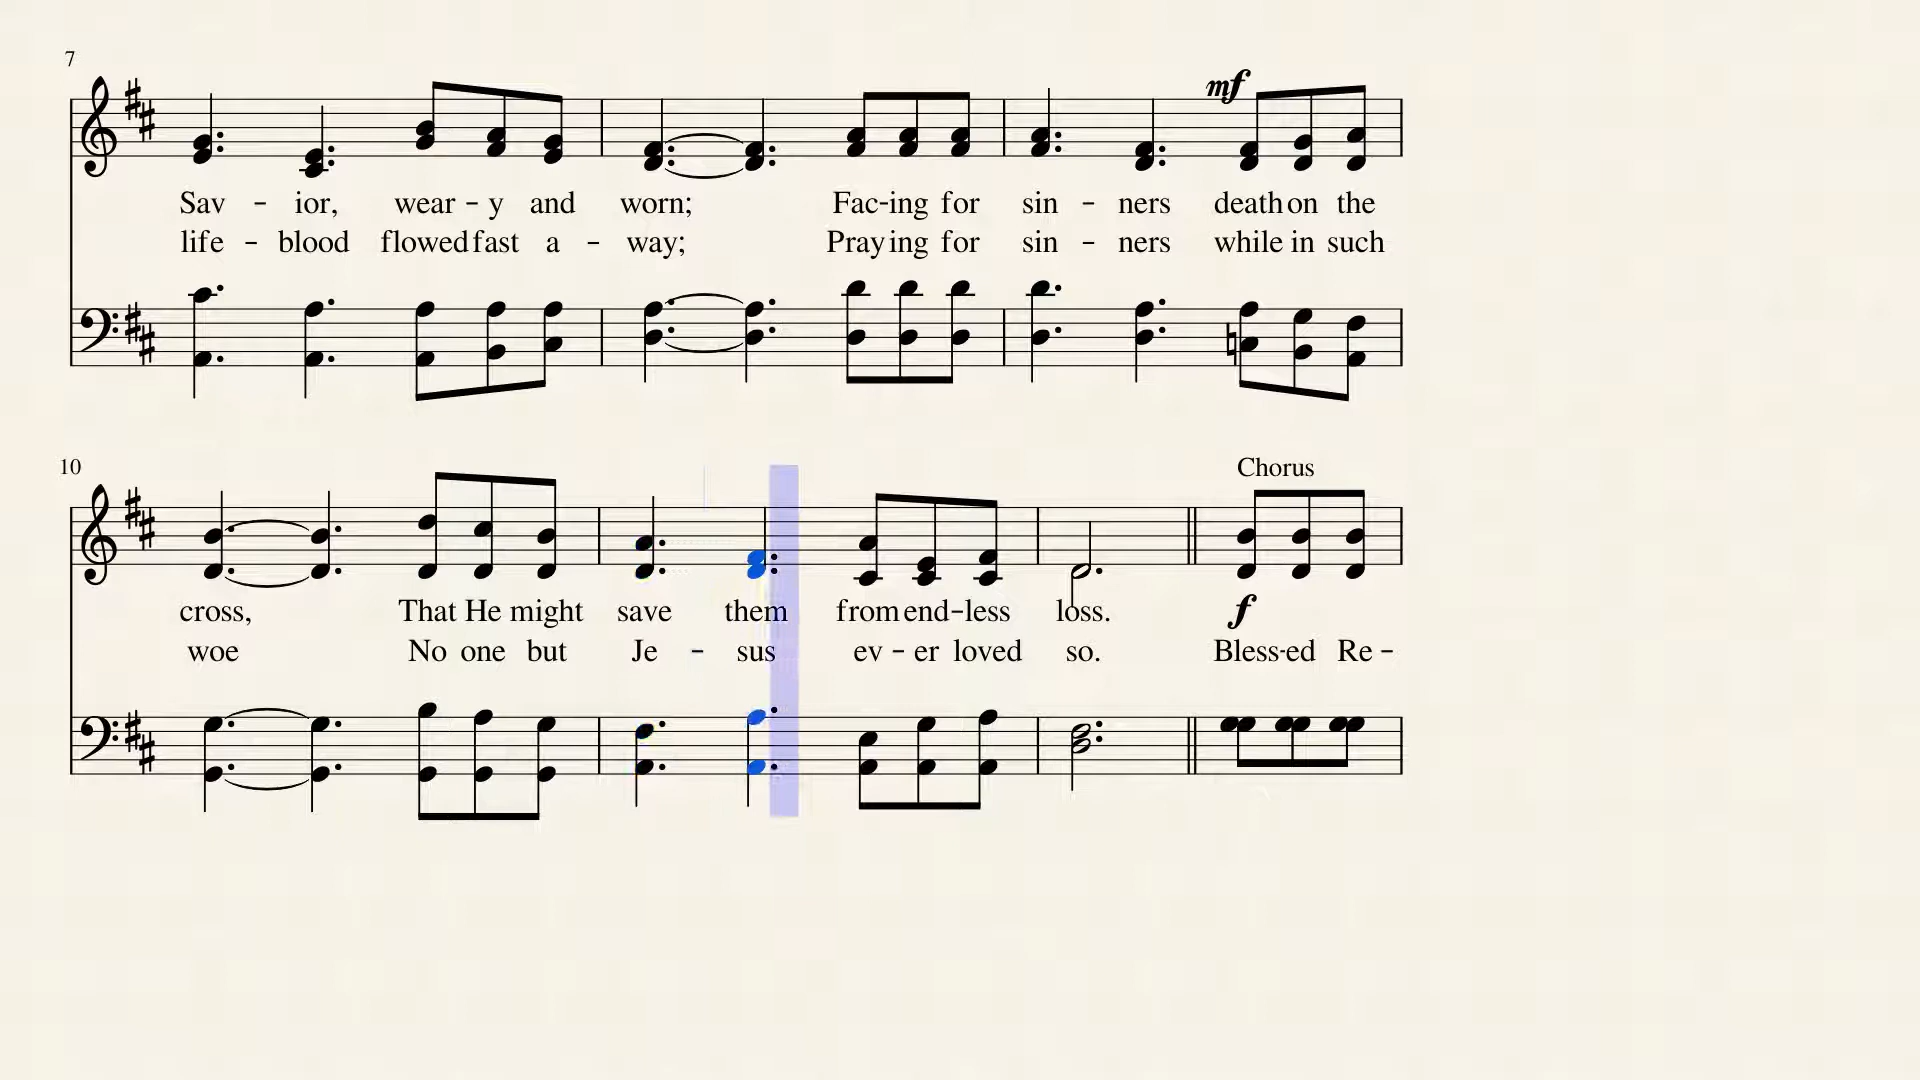 7
mf
Sav - ior, wear - y and worn; Fac-ing for sin - ners death on the
life - blood flowed fast a - way; Praying for sin - ners while in such
10
Chorus
cross, That He might save them from end-less loss. f
woe No one but Je - sus ev - er loved so. Bless-ed Re -